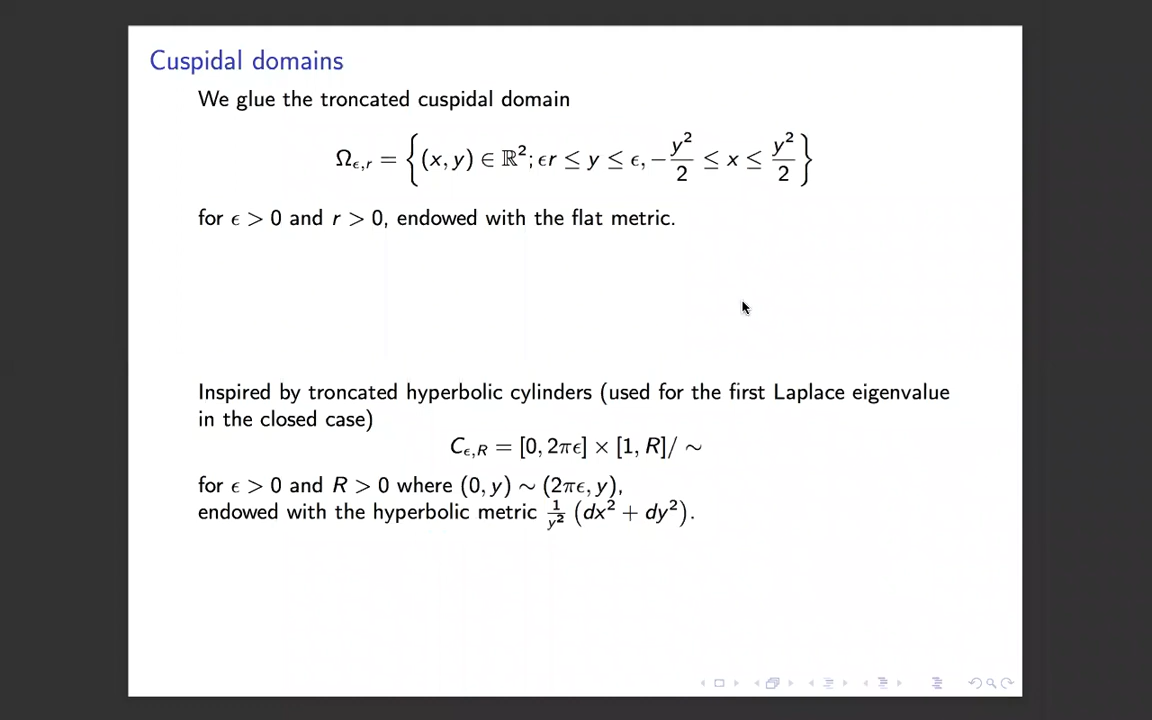 Cuspidal domains
We glue the troncated cuspidal domain
Ω_{ϵ,r} = { (x, y) ∈ ℝ²; ϵr ≤ y ≤ ϵ, −y²/2 ≤ x ≤ y²/2 }
for ϵ > 0 and r > 0, endowed with the flat metric.
Inspired by troncated hyperbolic cylinders (used for the first Laplace eigenvalue
in the closed case)
C_{ϵ,R} = [0, 2πϵ] × [1, R]/ ∼
for ϵ > 0 and R > 0 where (0, y) ∼ (2πϵ, y),
endowed with the hyperbolic metric 1/y² (dx² + dy²).